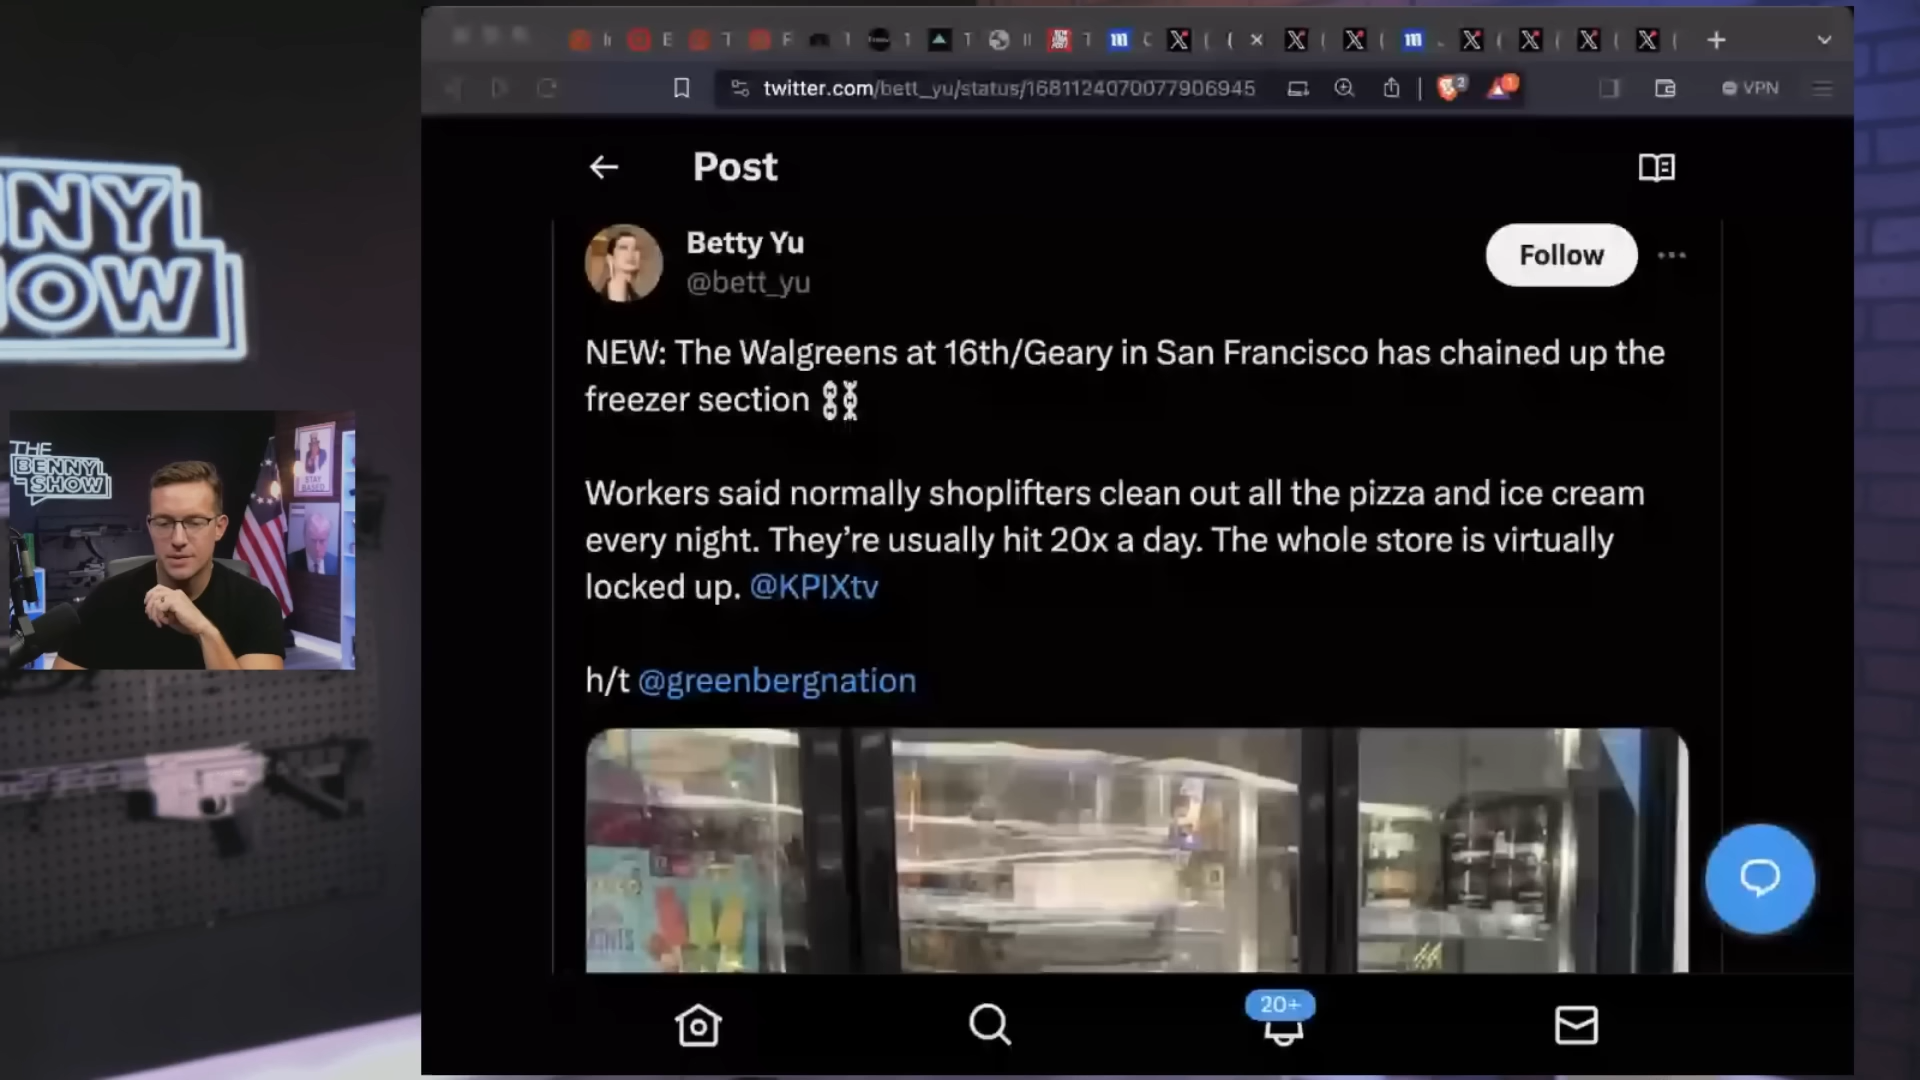 twitter.com/bett_yu/status/1681124070077906945
VPN
Post
Betty Yu
@bett_yu
Follow
NEW: The Walgreens at 16th/Geary in San Francisco has chained up the
freezer section
Workers said normally shoplifters clean out all the pizza and ice cream
every night. They’re usually hit 20x a day. The whole store is virtually
locked up. @KPIXtv
h/t @greenbergnation
20+
NNY
HOW
THE
BENNY
SHOW
STAY
BASED